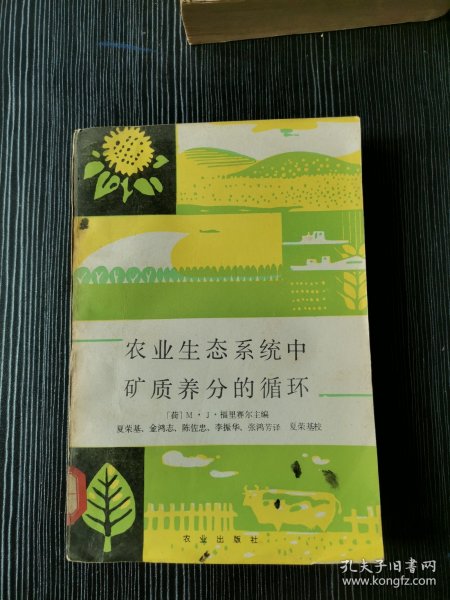 农业生态系统中
矿质养分的循环
〔荷〕M·J·福里赛尔主编
夏荣基、金鸿志、陈佐忠、李振华、张鸿芳译 夏荣基校
农业出版社
孔夫子旧书网
www.kongfz.com